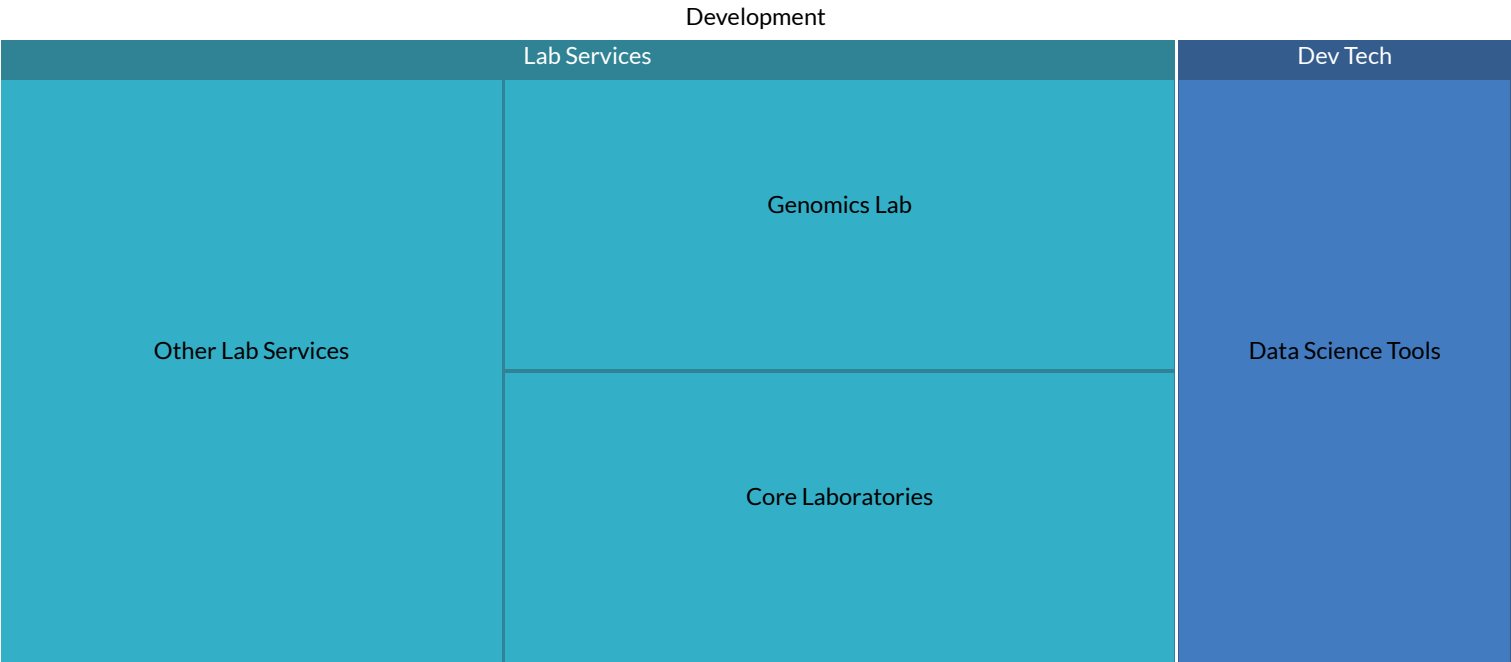 Development
Lab Services
Dev Tech
Genomics Lab
Other Lab Services
Data Science Tools
Core Laboratories